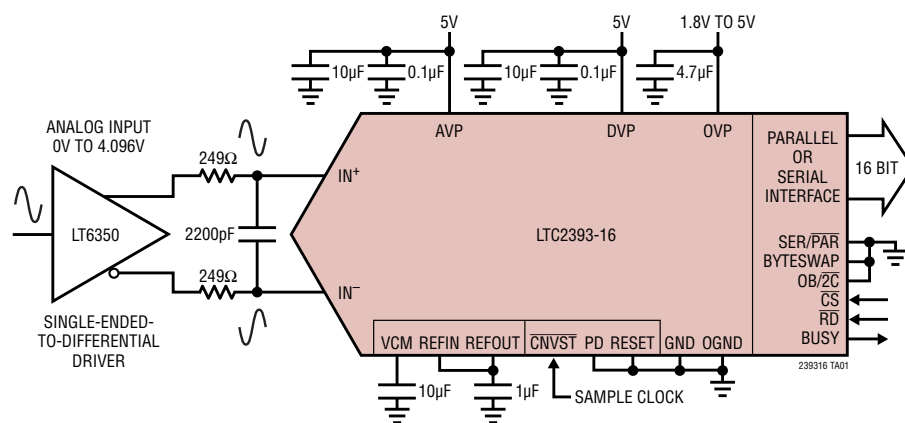 5V
5V
1.8V TO 5V
10µF
0.1µF
10µF
0.1µF
4.7µF
ANALOG INPUT
0V TO 4.096V
249Ω
LT6350
2200pF
249Ω
SINGLE-ENDED-
TO-DIFFERENTIAL
DRIVER
AVP
DVP
OVP
IN+
IN–
LTC2393-16
PARALLEL
OR
SERIAL
INTERFACE
16 BIT
SER/PAR
BYTESWAP
OB/2C
CS
RD
BUSY
VCM
REFIN
REFOUT
CNVST
PD
RESET
GND
OGND
10µF
1µF
SAMPLE CLOCK
239316 TA01